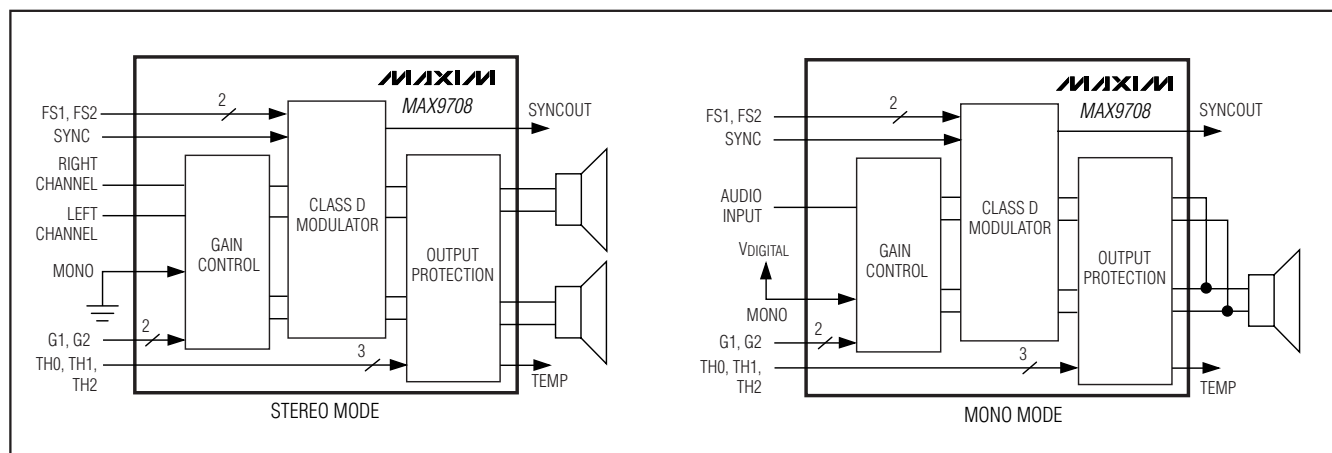 MAXIM
MAX9708
FS1, FS2
2
SYNC
SYNCOUT
RIGHT
CHANNEL
LEFT
CHANNEL
CLASS D
MODULATOR
GAIN
CONTROL
OUTPUT
PROTECTION
MONO
G1, G2
2
TH0, TH1,
TH2
3
TEMP
STEREO MODE
MAXIM
MAX9708
FS1, FS2
2
SYNC
SYNCOUT
AUDIO
INPUT
CLASS D
MODULATOR
VDIGITAL
GAIN
CONTROL
OUTPUT
PROTECTION
MONO
G1, G2
2
TH0, TH1,
TH2
3
TEMP
MONO MODE